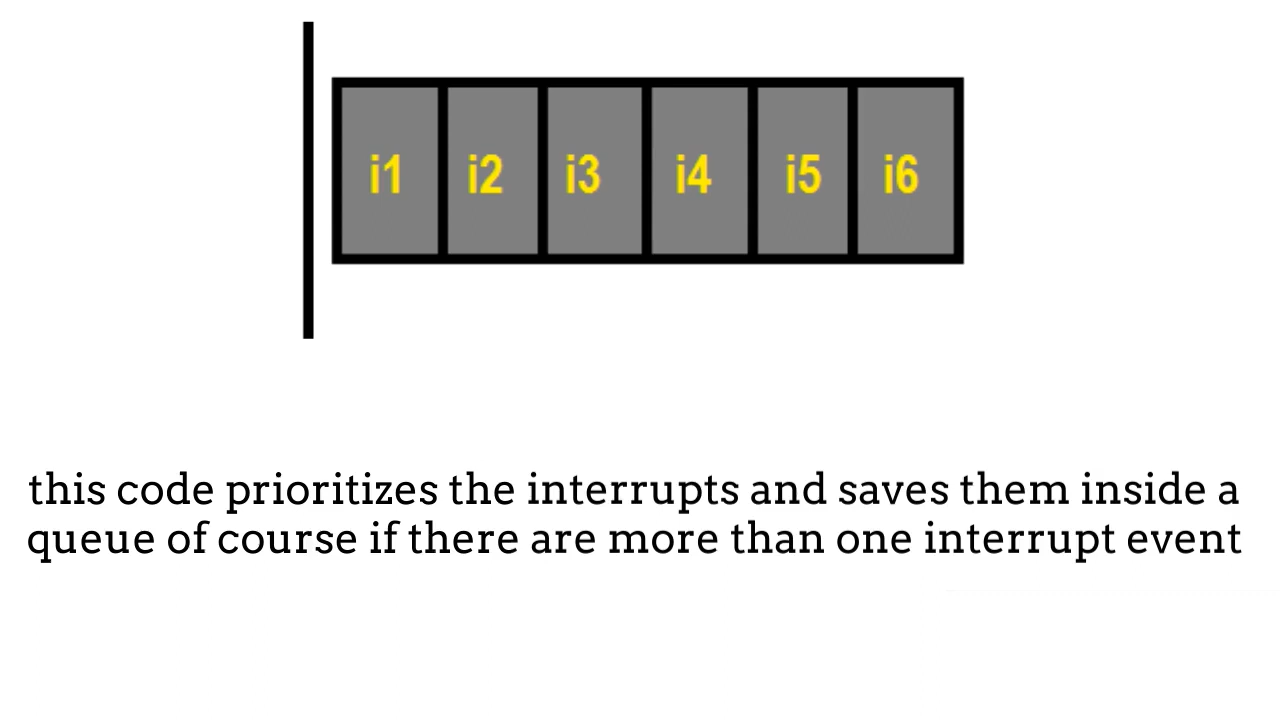 i1 i2 i3 i4 i5 i6
this code prioritizes the interrupts and saves them inside a
queue of course if there are more than one interrupt event